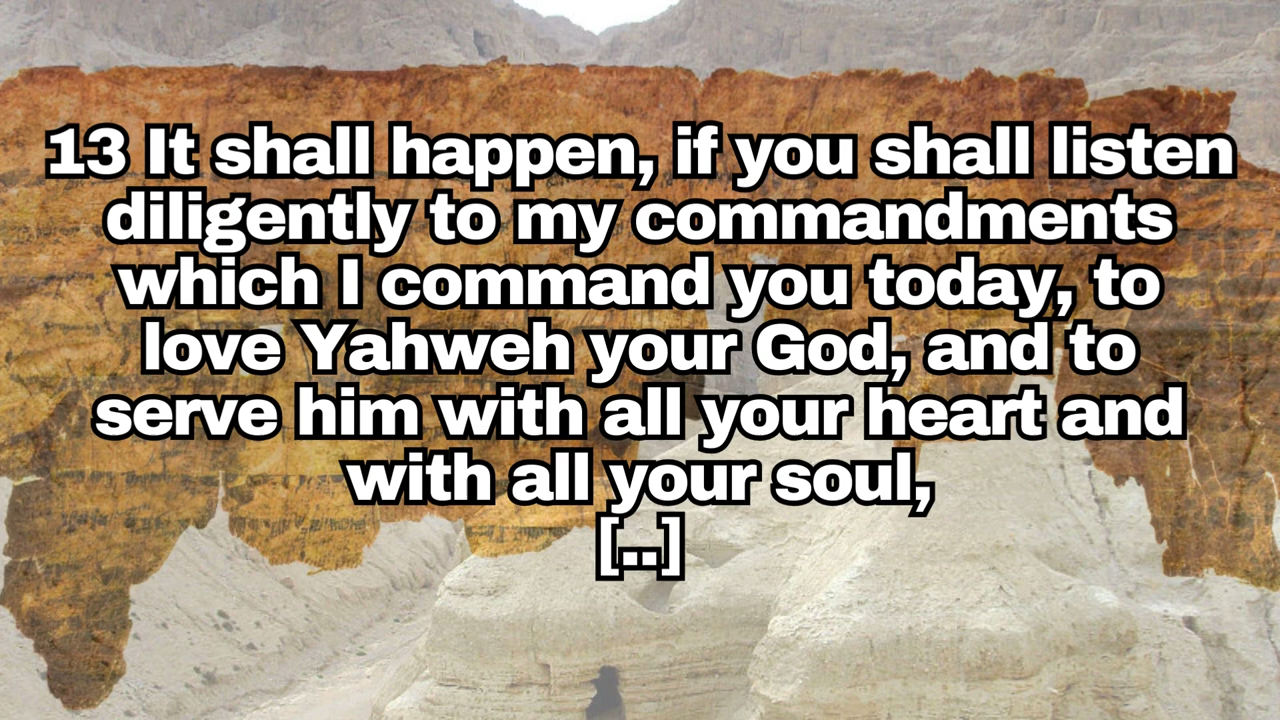 13 It shall happen, if you shall listen
diligently to my commandments
which I command you today, to
love Yahweh your God, and to
serve him with all your heart and
with all your soul,
[..]